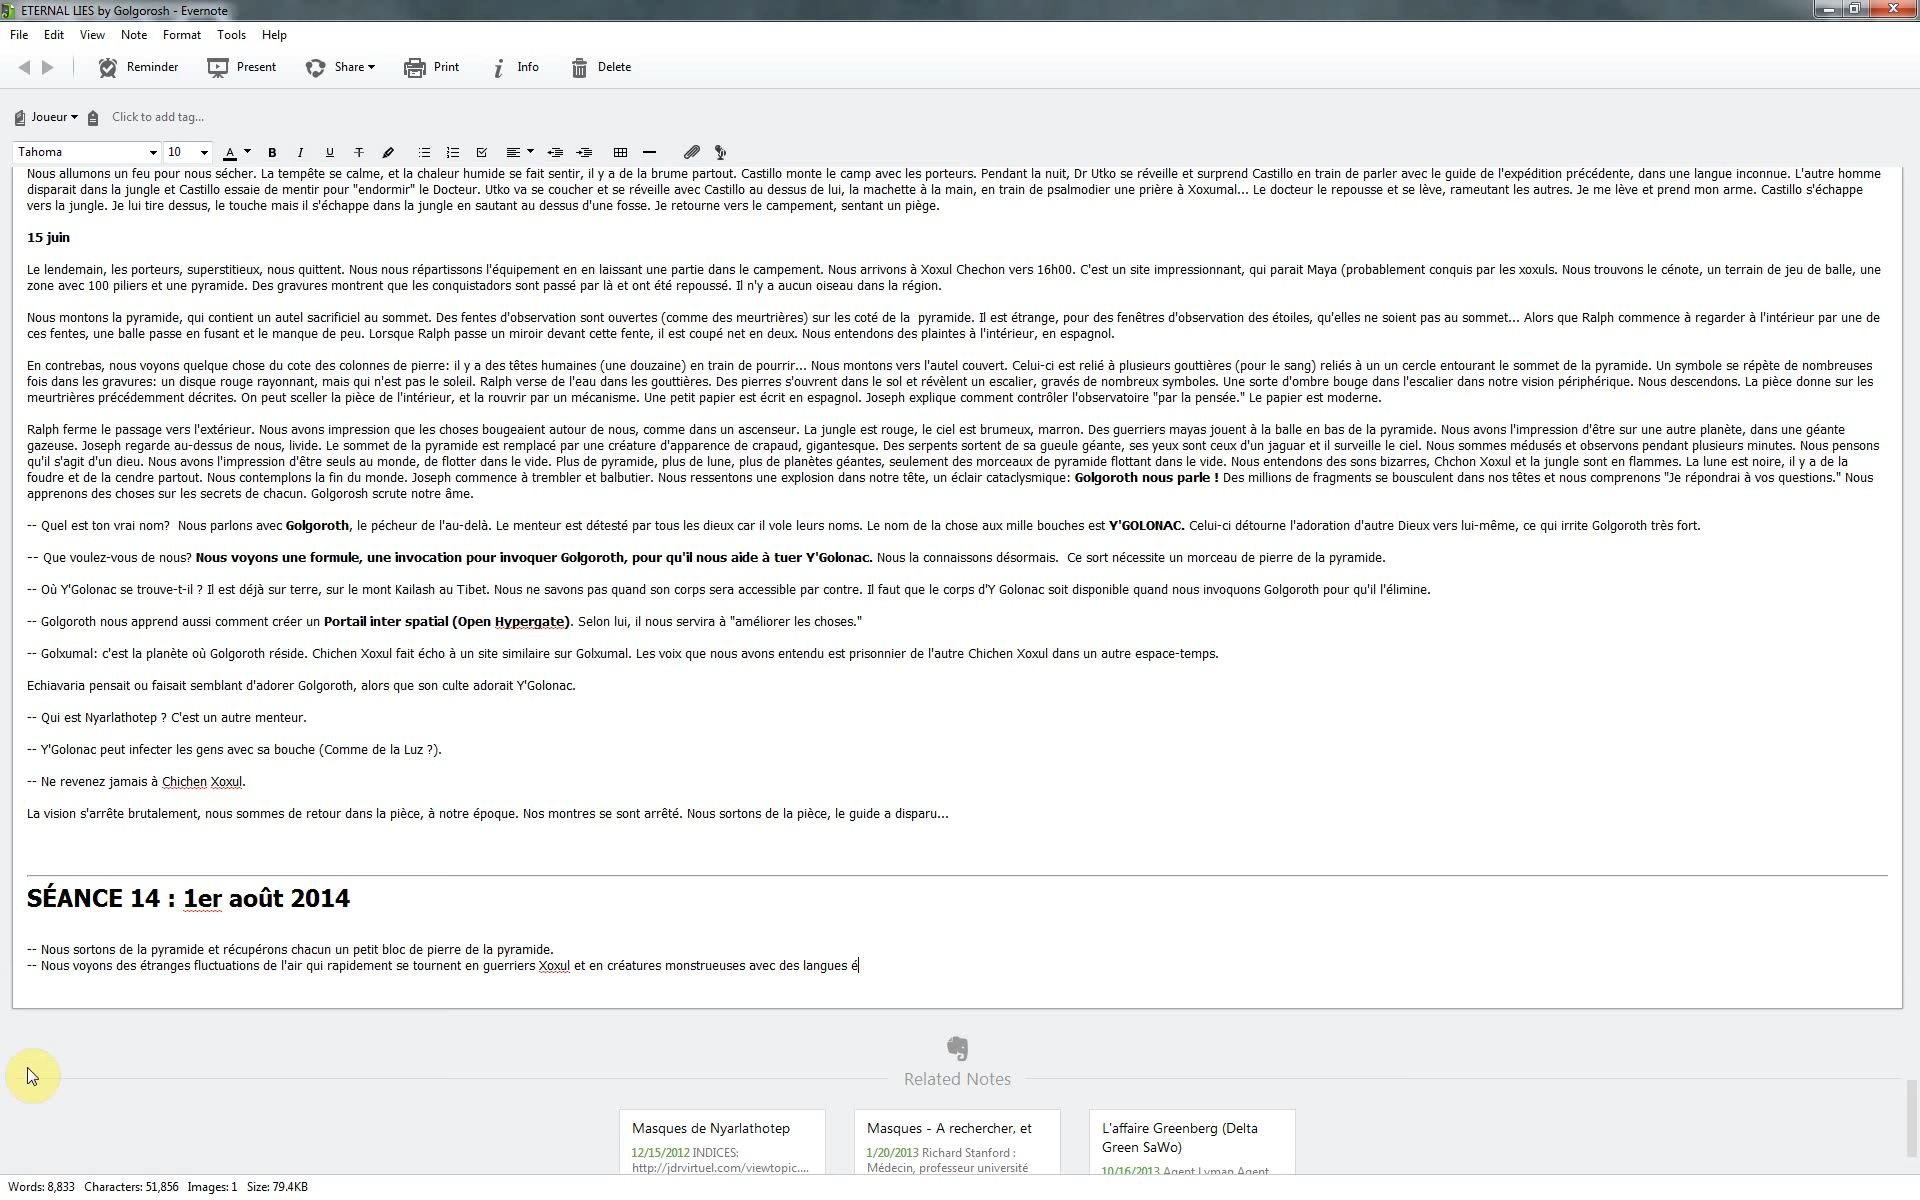 ETERNAL LIES by Golgorosh - Evernote
File Edit View Note Format Tools Help
Reminder Present Share Print Info Delete
Joueur Click to add tag...
Tahoma 10
Nous allumons un feu pour nous sécher. La tempête se calme, et la chaleur humide se fait sentir, il y a de la brume partout. Castillo monte le camp avec les porteurs. Pendant la nuit, Dr Utko se réveille et surprend Castillo en train de parler avec le guide de l'expédition précédente, dans une langue inconnue. L'autre homme
disparait dans la jungle et Castillo essaie de mentir pour "endormir" le Docteur. Utko va se coucher et se réveille avec Castillo au dessus de lui, la machette à la main, en train de psalmodier une prière à Xoxumal... Le docteur le repousse et se lève, rameutant les autres. Je me lève et prend mon arme. Castillo s'échappe
vers la jungle. Je lui tire dessus, le touche mais il s'échappe dans la jungle en sautant au dessus d'une fosse. Je retourne vers le campement, sentant un piège.
15 juin
Le lendemain, les porteurs, superstitieux, nous quittent. Nous nous répartissons l'équipement en en laissant une partie dans le campement. Nous arrivons à Xoxul Chechon vers 16h00. C'est un site impressionnant, qui parait Maya (probablement conquis par les xoxuls. Nous trouvons le cénote, un terrain de jeu de balle, une
zone avec 100 piliers et une pyramide. Des gravures montrent que les conquistadors sont passé par là et ont été repoussé. Il n'y a aucun oiseau dans la région.
Nous montons la pyramide, qui contient un autel sacrificiel au sommet. Des fentes d'observation sont ouvertes (comme des meurtrières) sur les coté de la  pyramide. Il est étrange, pour des fenêtres d'observation des étoiles, qu'elles ne soient pas au sommet... Alors que Ralph commence à regarder à l'intérieur par une de
ces fentes, une balle passe en fusant et le manque de peu. Lorsque Ralph passe un miroir devant cette fente, il est coupé net en deux. Nous entendons des plaintes à l'intérieur, en espagnol.
En contrebas, nous voyons quelque chose du cote des colonnes de pierre: il y a des têtes humaines (une douzaine) en train de pourrir... Nous montons vers l'autel couvert. Celui-ci est relié à plusieurs gouttières (pour le sang) reliés à un un cercle entourant le sommet de la pyramide. Un symbole se répète de nombreuses
fois dans les gravures: un disque rouge rayonnant, mais qui n'est pas le soleil. Ralph verse de l'eau dans les gouttières. Des pierres s'ouvrent dans le sol et révèlent un escalier, gravés de nombreux symboles. Une sorte d'ombre bouge dans l'escalier dans notre vision périphérique. Nous descendons. La pièce donne sur les
meurtrières précédemment décrites. On peut sceller la pièce de l'intérieur, et la rouvrir par un mécanisme. Une petit papier est écrit en espagnol. Joseph explique comment contrôler l'observatoire "par la pensée." Le papier est moderne.
Ralph ferme le passage vers l'extérieur. Nous avons impression que les choses bougeaient autour de nous, comme dans un ascenseur. La jungle est rouge, le ciel est brumeux, marron. Des guerriers mayas jouent à la balle en bas de la pyramide. Nous avons l'impression d'être sur une autre planète, dans une géante
gazeuse. Joseph regarde au-dessus de nous, livide. Le sommet de la pyramide est remplacé par une créature d'apparence de crapaud, gigantesque. Des serpents sortent de sa gueule géante, ses yeux sont ceux d'un jaguar et il surveille le ciel. Nous sommes médusés et observons pendant plusieurs minutes. Nous pensons
qu'il s'agit d'un dieu. Nous avons l'impression d'être seuls au monde, de flotter dans le vide. Plus de pyramide, plus de lune, plus de planètes géantes, seulement des morceaux de pyramide flottant dans le vide. Nous entendons des sons bizarres, Chchon Xoxul et la jungle sont en flammes. La lune est noire, il y a de la
foudre et de la cendre partout. Nous contemplons la fin du monde. Joseph commence à trembler et balbutier. Nous ressentons une explosion dans notre tête, un éclair cataclysmique: Golgoroth nous parle ! Des millions de fragments se bousculent dans nos têtes et nous comprenons "Je répondrai à vos questions." Nous
apprenons des choses sur les secrets de chacun. Golgorosh scrute notre âme.
-- Quel est ton vrai nom?  Nous parlons avec Golgoroth, le pécheur de l'au-delà. Le menteur est détesté par tous les dieux car il vole leurs noms. Le nom de la chose aux mille bouches est Y'GOLONAC. Celui-ci détourne l'adoration d'autre Dieux vers lui-même, ce qui irrite Golgoroth très fort.
-- Que voulez-vous de nous? Nous voyons une formule, une invocation pour invoquer Golgoroth, pour qu'il nous aide à tuer Y'Golonac. Nous la connaissons désormais.  Ce sort nécessite un morceau de pierre de la pyramide.
-- Où Y'Golonac se trouve-t-il ? Il est déjà sur terre, sur le mont Kailash au Tibet. Nous ne savons pas quand son corps sera accessible par contre. Il faut que le corps d'Y Golonac soit disponible quand nous invoquons Golgoroth pour qu'il l'élimine.
-- Golgoroth nous apprend aussi comment créer un Portail inter spatial (Open Hypergate). Selon lui, il nous servira à "améliorer les choses."
-- Golxumal: c'est la planète où Golgoroth réside. Chichen Xoxul fait écho à un site similaire sur Golxumal. Les voix que nous avons entendu est prisonnier de l'autre Chichen Xoxul dans un autre espace-temps.
Echiavaria pensait ou faisait semblant d'adorer Golgoroth, alors que son culte adorait Y'Golonac.
-- Qui est Nyarlathotep ? C'est un autre menteur.
-- Y'Golonac peut infecter les gens avec sa bouche (Comme de la Luz ?).
-- Ne revenez jamais à Chichen Xoxul.
La vision s'arrête brutalement, nous sommes de retour dans la pièce, à notre époque. Nos montres se sont arrêté. Nous sortons de la pièce, le guide a disparu...
SÉANCE 14 : 1er août 2014
-- Nous sortons de la pyramide et récupérons chacun un petit bloc de pierre de la pyramide.
-- Nous voyons des étranges fluctuations de l'air qui rapidement se tournent en guerriers Xoxul et en créatures monstrueuses avec des langues é
Related Notes
Masques de Nyarlathotep
12/15/2012 INDICES:
http://jdrvirtuel.com/viewtopic....
Masques - A rechercher, et
1/20/2013 Richard Stanford :
Médecin, professeur université
L'affaire Greenberg (Delta
Green SaWo)
10/16/2013 Agent Lyman Agent
Words: 8,833 Characters: 51,856 Images: 1 Size: 79.4KB